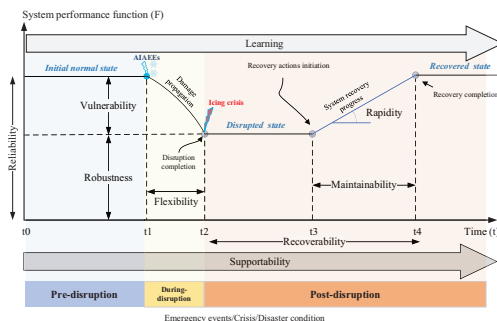 System performance function (F)
Learning
AIAEEs
Initial normal state
Recovery actions initiation
Recovered state
Damage
propagation
Icing crisis
System recovery
progress
Recovery completion
Vulnerability
Rapidity
Reliability
Disrupted state
Disruption
completion
Robustness
Maintainability
Flexibility
t0
t1
t2
t3
t4
Time (t)
Recoverability
Supportability
Pre-disruption
During-
disruption
Post-disruption
Emergency events/Crisis/Disaster condition